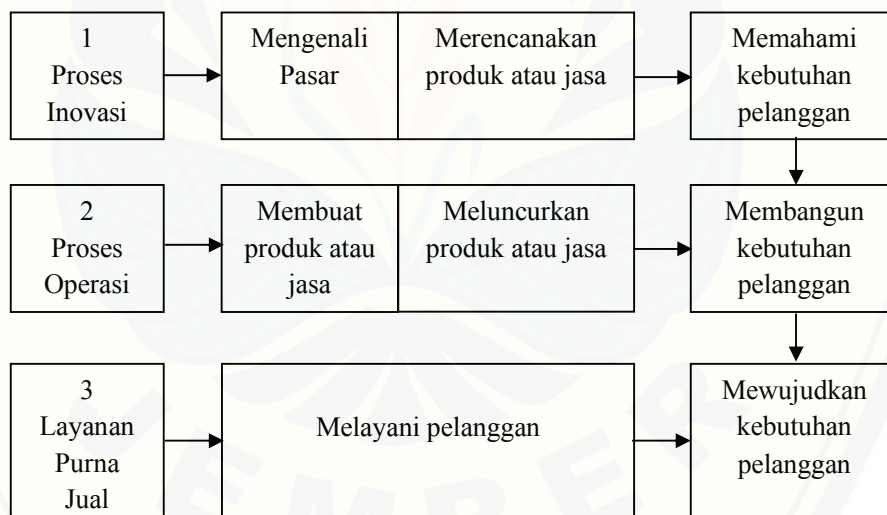 1
Proses
Inovasi
Mengenali
Pasar
Merencanakan
produk atau jasa
Memahami
kebutuhan
pelanggan
2
Proses
Operasi
Membuat
produk atau
jasa
Meluncurkan
produk atau jasa
Membangun
kebutuhan
pelanggan
3
Layanan
Purna
Jual
Melayani pelanggan
Mewujudkan
kebutuhan
pelanggan
JEMBER